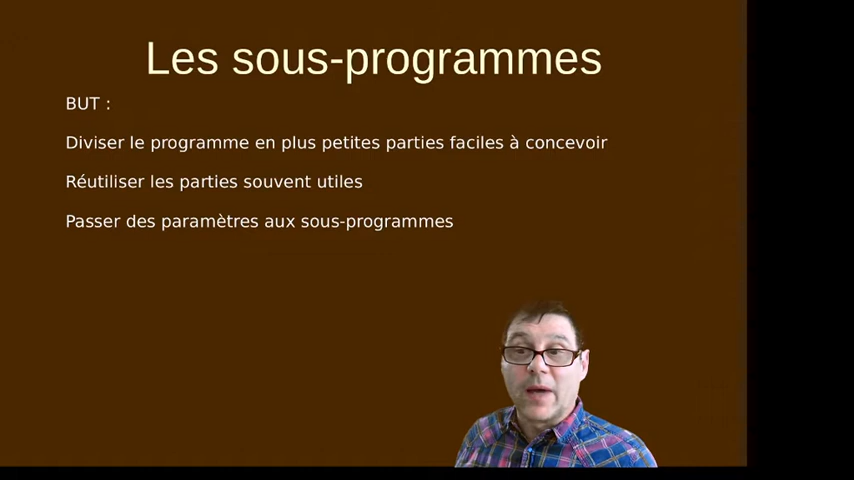 Les sous-programmes
BUT :
Diviser le programme en plus petites parties faciles à concevoir
Réutiliser les parties souvent utiles
Passer des paramètres aux sous-programmes